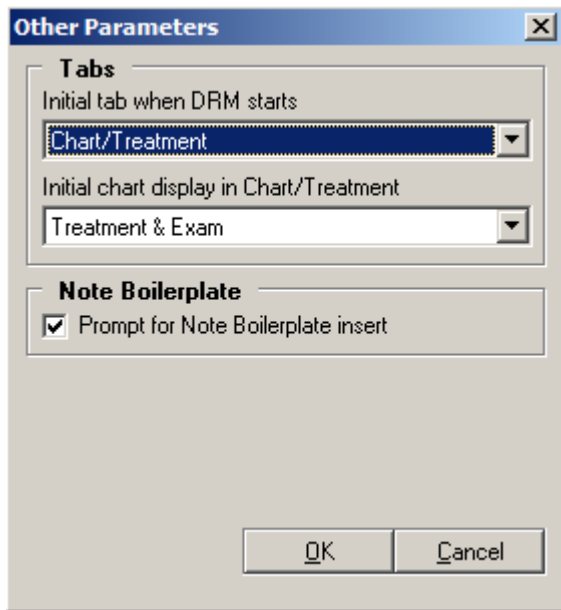 Other Parameters
Tabs
Initial tab when DRM starts
Chart/Treatment
Initial chart display in Chart/Treatment
Treatment & Exam
Note Boilerplate
Prompt for Note Boilerplate insert
OK
Cancel